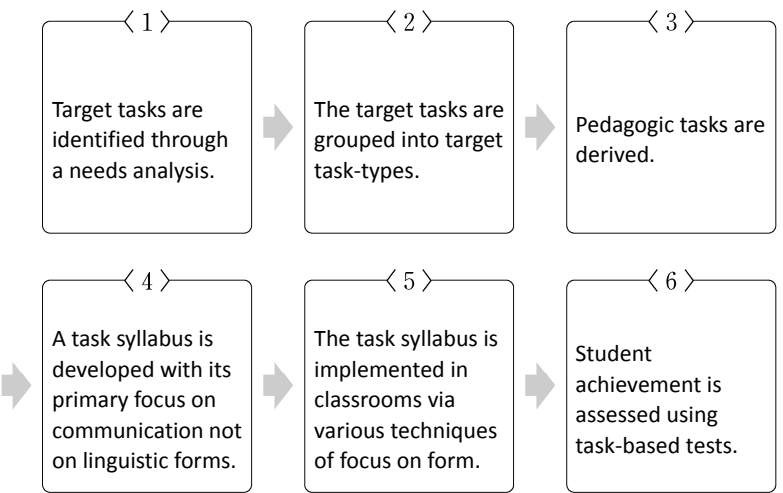 〈 1 〉
Target tasks are
identified through
a needs analysis.
〈 2 〉
The target tasks are
grouped into target
task-types.
〈 3 〉
Pedagogic tasks are
derived.
〈 4 〉
A task syllabus is
developed with its
primary focus on
communication not
on linguistic forms.
〈 5 〉
The task syllabus is
implemented in
classrooms via
various techniques
of focus on form.
〈 6 〉
Student
achievement is
assessed using
task-based tests.